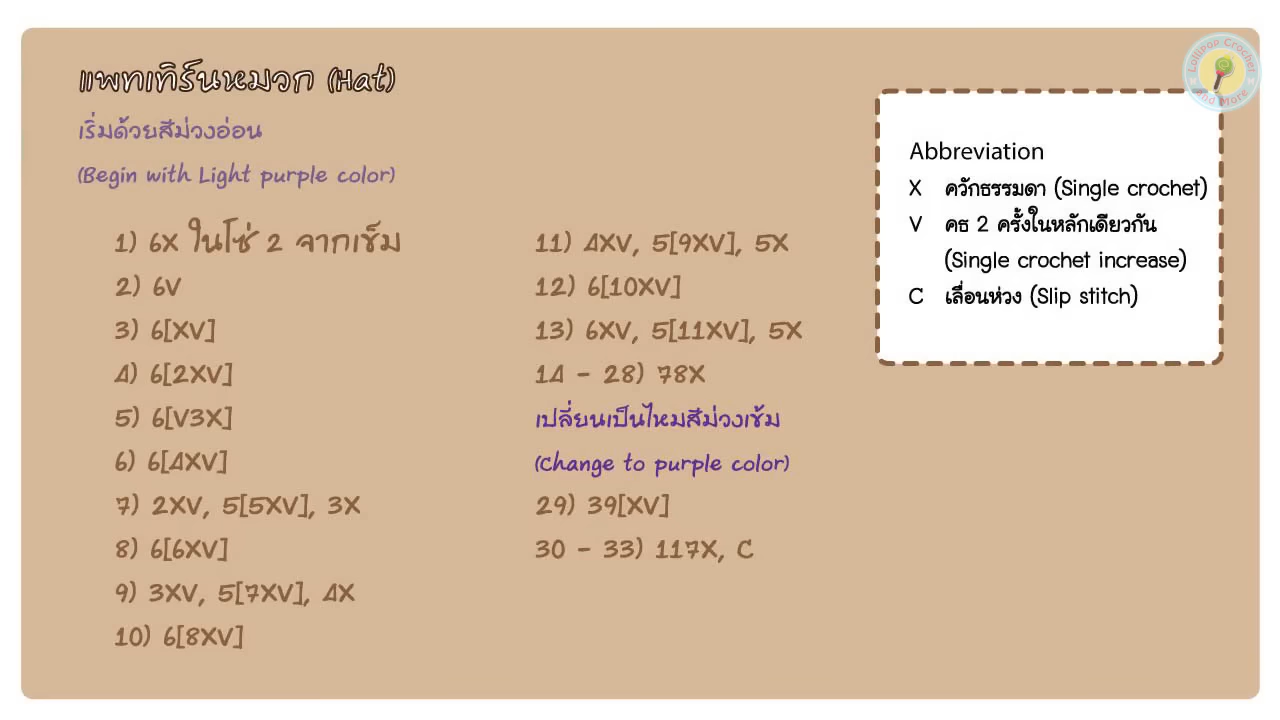 แพทเทิร์นหมวก (Hat)
เริ่มด้วยสีม่วงอ่อน
(Begin with Light purple color)
1) 6X ในโซ่ 2 จากเข็ม
2) 6V
3) 6[XV]
4) 6[2XV]
5) 6[V3X]
6) 6[4XV]
7) 2XV, 5[5XV], 3X
8) 6[6XV]
9) 3XV, 5[7XV], 4X
10) 6[8XV]
11) 4XV, 5[9XV], 5X
12) 6[10XV]
13) 6XV, 5[11XV], 5X
14 - 28) 78X
เปลี่ยนเป็นไหมสีม่วงเข้ม
(Change to purple color)
29) 39[XV]
30 - 33) 117X, C
Lollipop Crochet
and More
Abbreviation
X ควักธรรมดา (Single crochet)
V คธ 2 ครั้งในหลักเดียวกัน
(Single crochet increase)
C เลื่อนห่วง (Slip stitch)